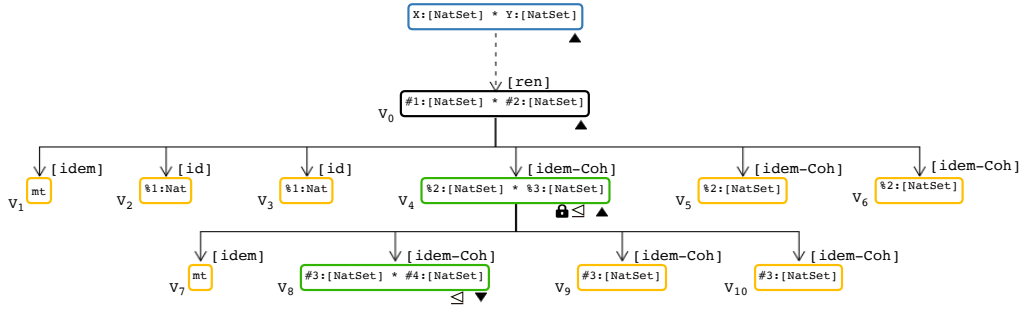 X:[NatSet] * Y:[NatSet]
[ren]
#1:[NatSet] * #2:[NatSet]
V0
[idem] [id] [id] [idem-Coh] [idem-Coh] [idem-Coh]
mt %1:Nat %1:Nat %2:[NatSet] * %3:[NatSet] %2:[NatSet] %2:[NatSet]
V1 V2 V3 V4 V5 V6
[idem] [idem-Coh] [idem-Coh] [idem-Coh]
mt #3:[NatSet] * #4:[NatSet] #3:[NatSet] #3:[NatSet]
V7 V8 V9 V10